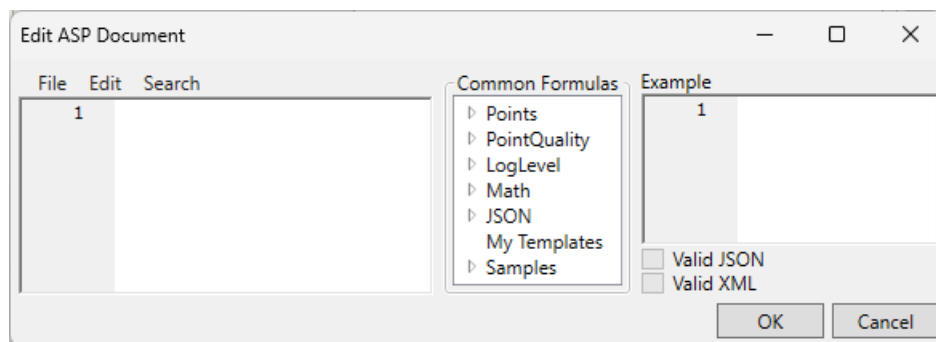 Edit ASP Document
File Edit Search
1
Common Formulas
Points
PointQuality
LogLevel
Math
JSON
My Templates
Samples
Example
1
Valid JSON
Valid XML
OK Cancel